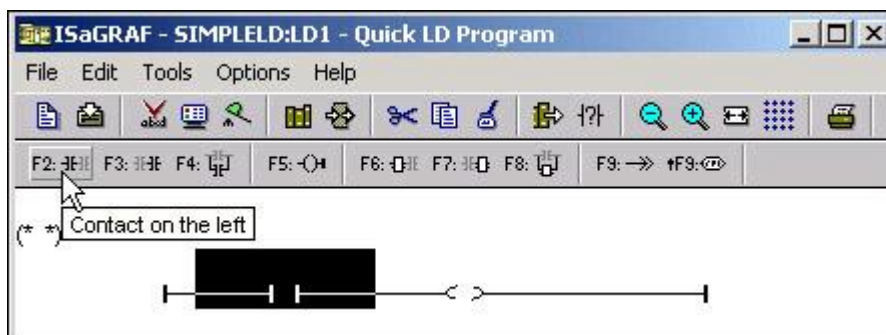 ISaGRAF - SIMPLELD:LD1 - Quick LD Program
File Edit Tools Options Help
F2: F3: F4: F5: F6: F7: F8: F9: F9:
Contact on the left
(* *)